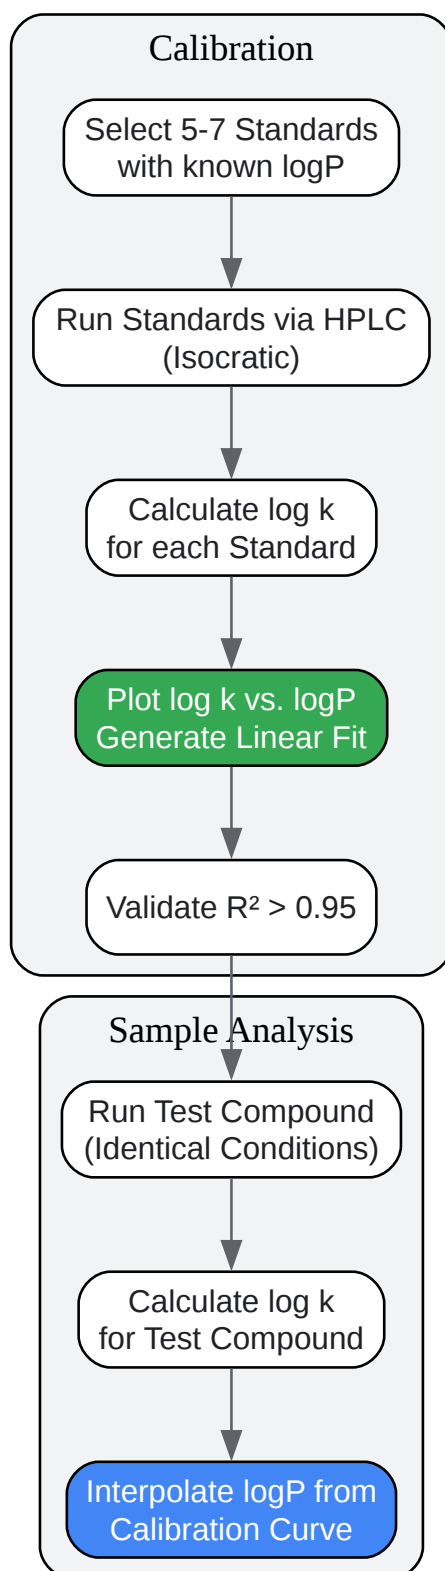 Calibration
Select 5-7 Standards
with known logP
Run Standards via HPLC
(Isocratic)
Calculate log k
for each Standard
Plot log k vs. logP
Generate Linear Fit
Validate R² > 0.95
Sample Analysis
Run Test Compound
(Identical Conditions)
Calculate log k
for Test Compound
Interpolate logP from
Calibration Curve